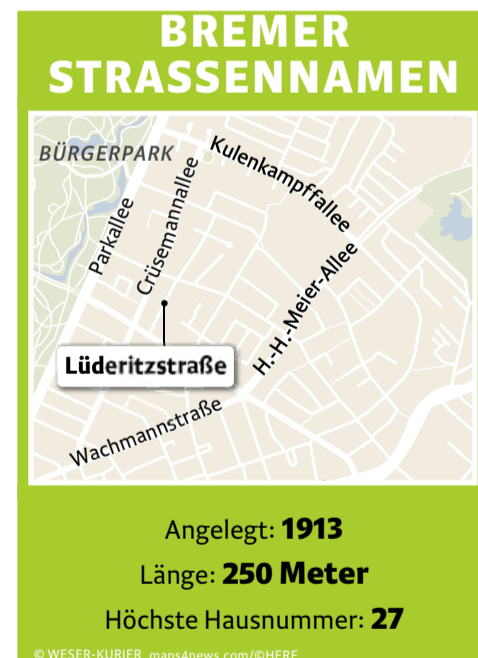 BREMER
STRASSENNAMEN
BÜRGERPARK
Kulenkampffallee
Parkallee
Crüsemannallee
H.-H.-Meier-Allee
Lüderitzstraße
Wachmannstraße
Angelegt: 1913
Länge: 250 Meter
Höchste Hausnummer: 27
© WESER-KURIER, maps4news.com/©HERE